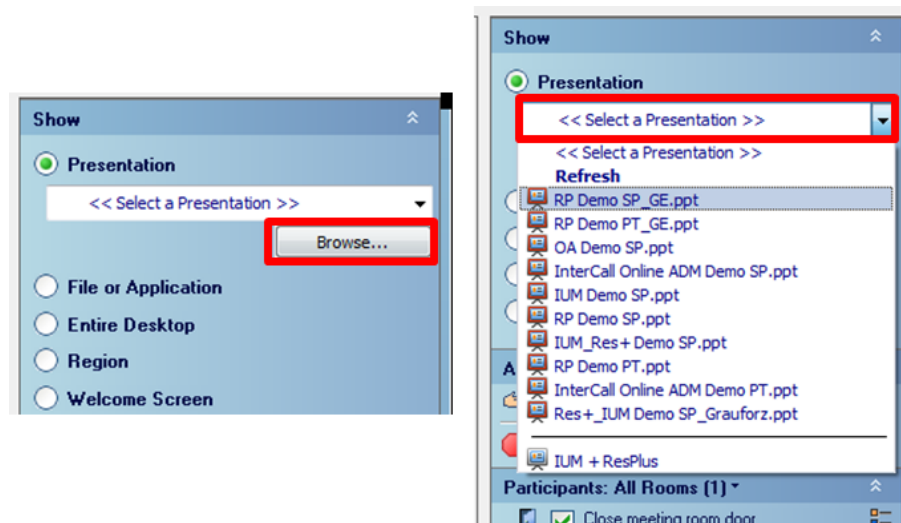 Show
Presentation
<< Select a Presentation >>
Browse...
File or Application
Entire Desktop
Region
Welcome Screen
Show
Presentation
<< Select a Presentation >>
<< Select a Presentation >>
Refresh
RP Demo SP_GE.ppt
RP Demo PT_GE.ppt
OA Demo SP.ppt
InterCall Online ADM Demo SP.ppt
IUM Demo SP.ppt
RP Demo SP.ppt
IUM_Res+ Demo SP.ppt
RP Demo PT.ppt
InterCall Online ADM Demo PT.ppt
Res+_IUM Demo SP_Grauforz.ppt
IUM + ResPlus
A
Participants: All Rooms (1)
Close meeting room door